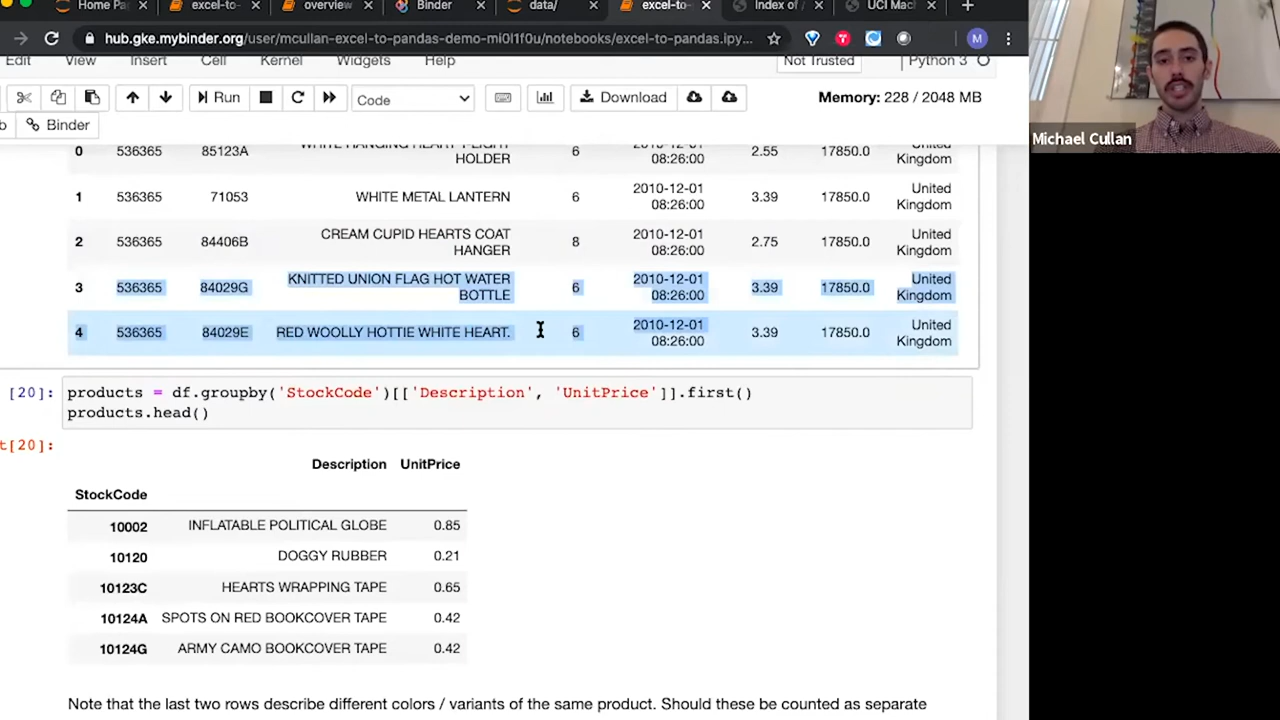 Home Pa
excel-to-
overview
Binder
data/
excel-to-
Index of /
UCI Mac
hub.gke.mybinder.org/user/mcullan-excel-to-pandas-demo-mi0l1f0u/notebooks/excel-to-pandas.ipy...
M
Edit View Insert Cell Kernel Widgets Help Not Trusted Python 3
Run Code Download Memory: 228 / 2048 MB
b Binder
Michael Cullan
0 536365 85123A HOLDER 6 2010-12-01 08:26:00 2.55 17850.0 United Kingdom
1 536365 71053 WHITE METAL LANTERN 6 2010-12-01 08:26:00 3.39 17850.0 United Kingdom
2 536365 84406B CREAM CUPID HEARTS COAT HANGER 8 2010-12-01 08:26:00 2.75 17850.0 United Kingdom
3 536365 84029G KNITTED UNION FLAG HOT WATER BOTTLE 6 2010-12-01 08:26:00 3.39 17850.0 United Kingdom
4 536365 84029E RED WOOLLY HOTTIE WHITE HEART. 6 2010-12-01 08:26:00 3.39 17850.0 United Kingdom
[20]: products = df.groupby('StockCode')[['Description', 'UnitPrice']].first()
products.head()
t[20]:
Description UnitPrice
StockCode
10002 INFLATABLE POLITICAL GLOBE 0.85
10120 DOGGY RUBBER 0.21
10123C HEARTS WRAPPING TAPE 0.65
10124A SPOTS ON RED BOOKCOVER TAPE 0.42
10124G ARMY CAMO BOOKCOVER TAPE 0.42
Note that the last two rows describe different colors / variants of the same product. Should these be counted as separate